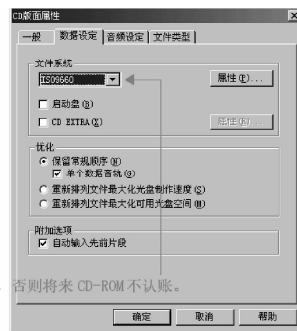 CD版面属性
一般 数据设定 音频设定 文件类型
文件系统
ISO9660
属性(P)...
启动盘(B)
CD EXTRA(X)
属性(R)...
优化
保留常规顺序(N)
单个数据音轨(G)
重新排列文件最大化光盘制作速度(S)
重新排列文件最大化可用光盘空间(M)
附加选项
自动输入先前片段
否则将来 CD-ROM 不认账。
确定 取消 帮助